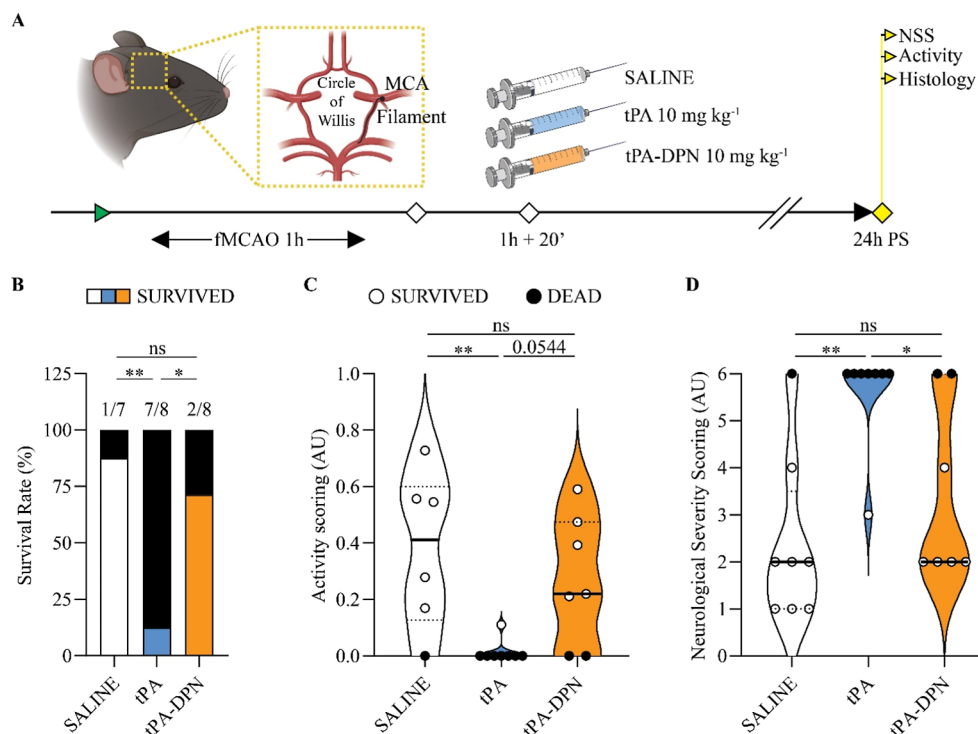 A
NSS
Activity
Histology
Circle of Willis
MCA
Filament
SALINE
tPA 10 mg kg⁻¹
tPA-DPN 10 mg kg⁻¹
fMCAO 1h
1h + 20’
24h PS
B
SURVIVED
ns
** *
1/7 7/8 2/8
Survival Rate (%)
125
100
75
50
25
0
SALINE
tPA
tPA-DPN
C
SURVIVED
DEAD
ns
** 0.0544
Activity scoring (AU)
1.0
0.8
0.6
0.4
0.2
0.0
SALINE
tPA
tPA-DPN
D
ns
** *
Neurological Severity Scoring (AU)
6
5
4
3
2
1
0
SALINE
tPA
tPA-DPN